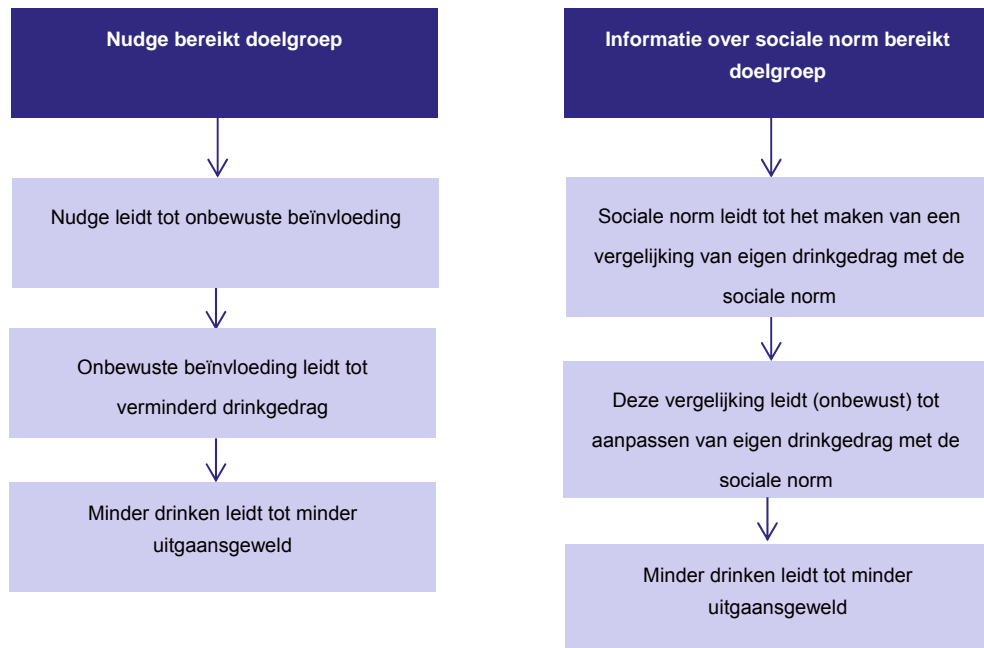 Nudge bereikt doelgroep
Nudge leidt tot onbewuste beïnvloeding
Onbewuste beïnvloeding leidt tot
verminderd drinkgedrag
Minder drinken leidt tot minder
uitgaansgeweld
Informatie over sociale norm bereikt
doelgroep
Sociale norm leidt tot het maken van een
vergelijking van eigen drinkgedrag met de
sociale norm
Deze vergelijking leidt (onbewust) tot
aanpassen van eigen drinkgedrag met de
sociale norm
Minder drinken leidt tot minder
uitgaansgeweld